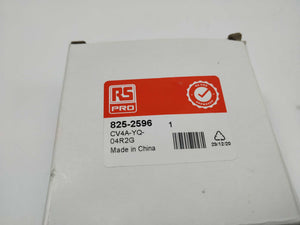 RS
PRO
825-2596 1
CV4A-YQ-
04R2G
Made in China
29/12/20